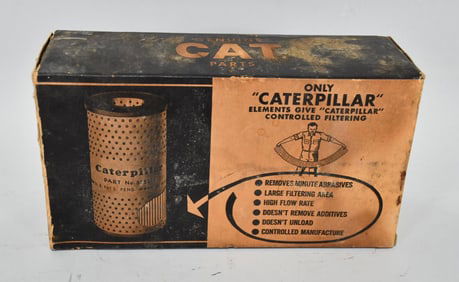 GENUINE
CAT
PARTS
ONLY
"CATERPILLAR"
ELEMENTS GIVE "CATERPILLAR"
CONTROLLED FILTERING
Caterpillar
PART No.
REMOVES MINUTE ABRASIVES
LARGE FILTERING AREA
HIGH FLOW RATE
DOESN'T REMOVE ADDITIVES
DOESN'T UNLOAD
CONTROLLED MANUFACTURE